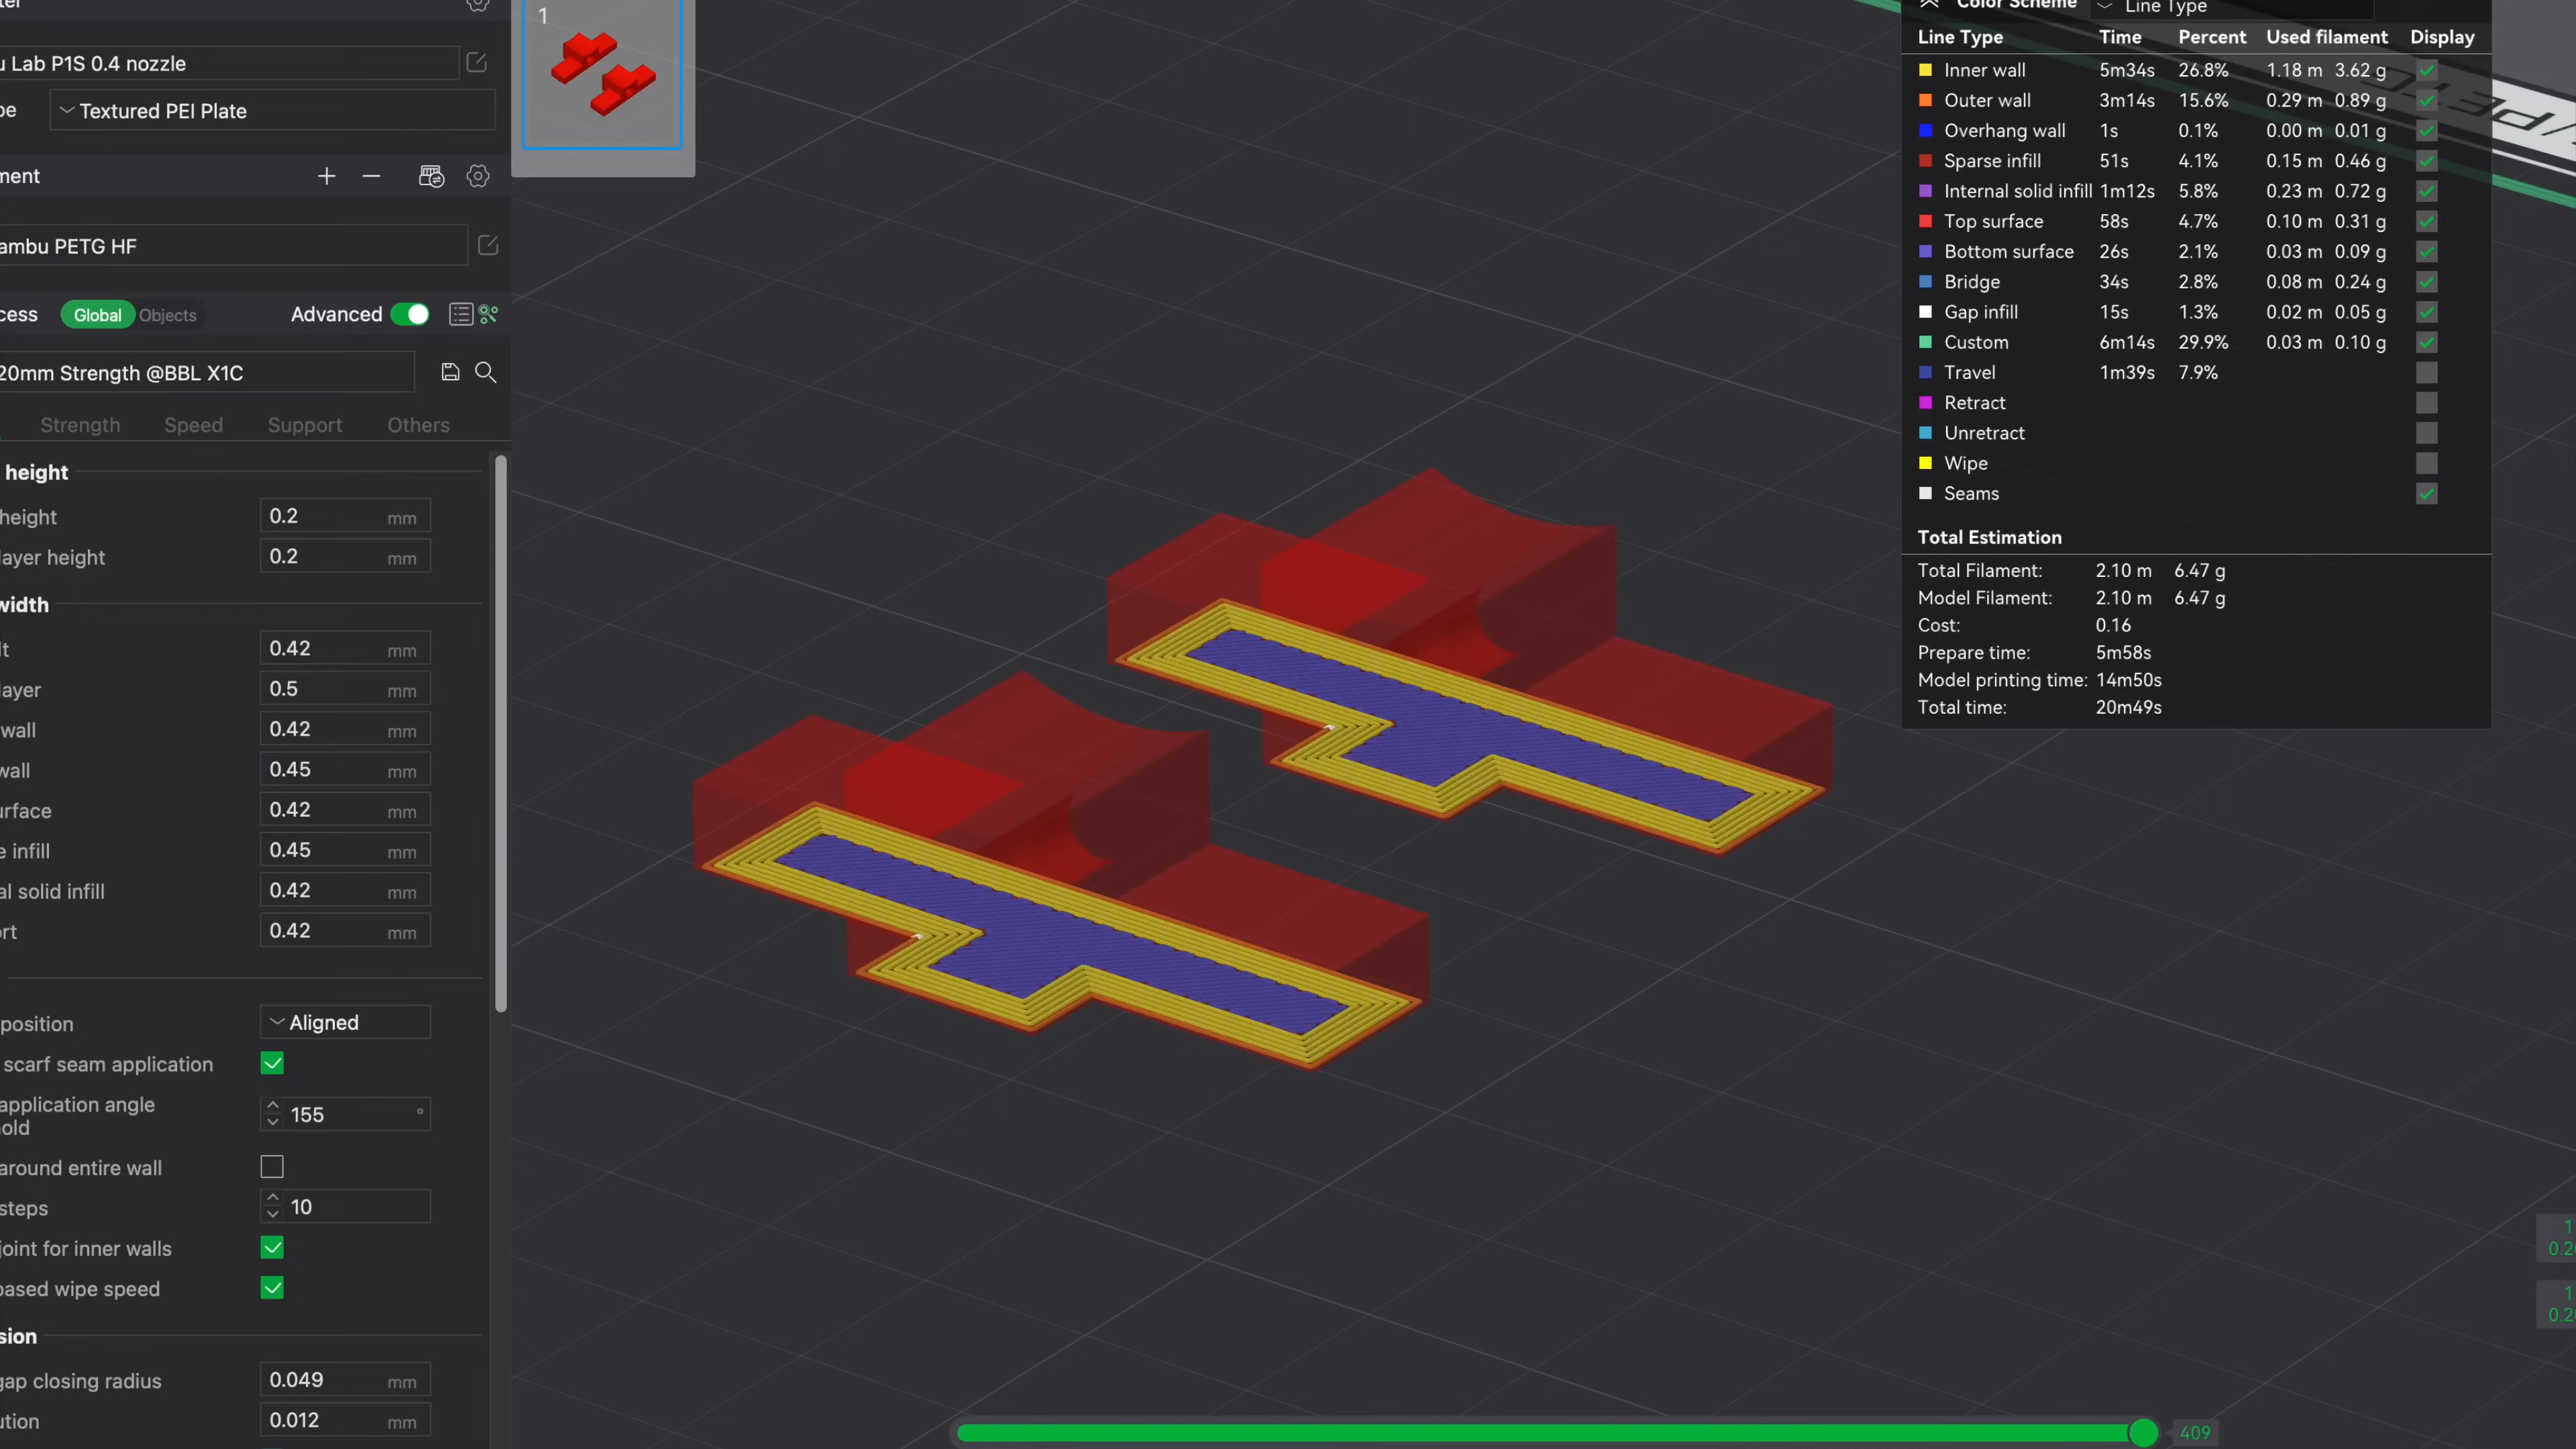 u Lab P1S 0.4 nozzle
Textured PEI Plate
ambu PETG HF
cess Global Objects Advanced
20mm Strength @BBL X1C
Strength Speed Support Others
height
height 0.2 mm
layer height 0.2 mm
width
lt 0.42 mm
layer 0.5 mm
wall 0.42 mm
wall 0.45 mm
urface 0.42 mm
e infill 0.45 mm
al solid infill 0.42 mm
ort 0.42 mm
position Aligned
scarf seam application
application angle
old 155 °
around entire wall
steps 10
joint for inner walls
based wipe speed
sion
gap closing radius 0.049 mm
ution 0.012 mm
1
Color Scheme Line Type
Line Type Time Percent Used filament Display
Inner wall 5m34s 26.8% 1.18 m 3.62 g
Outer wall 3m14s 15.6% 0.29 m 0.89 g
Overhang wall 1s 0.1% 0.00 m 0.01 g
Sparse infill 51s 4.1% 0.15 m 0.46 g
Internal solid infill 1m12s 5.8% 0.23 m 0.72 g
Top surface 58s 4.7% 0.10 m 0.31 g
Bottom surface 26s 2.1% 0.03 m 0.09 g
Bridge 34s 2.8% 0.08 m 0.24 g
Gap infill 15s 1.3% 0.02 m 0.05 g
Custom 6m14s 29.9% 0.03 m 0.10 g
Travel 1m39s 7.9%
Retract
Unretract
Wipe
Seams
Total Estimation
Total Filament: 2.10 m 6.47 g
Model Filament: 2.10 m 6.47 g
Cost: 0.16
Prepare time: 5m58s
Model printing time: 14m50s
Total time: 20m49s
1
0.2
1
0.2
409